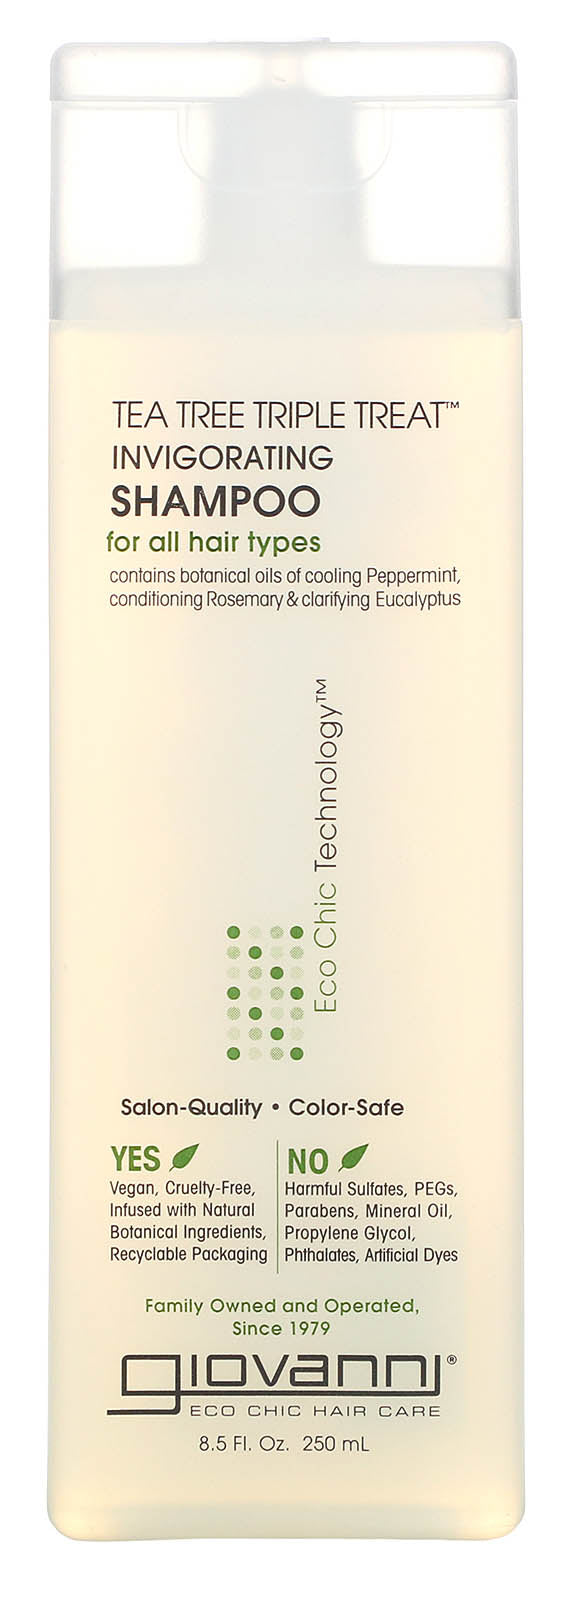 TEA TREE TRIPLE TREAT™
INVIGORATING
SHAMPOO
for all hair types
contains botanical oils of cooling Peppermint,
conditioning Rosemary & clarifying Eucalyptus
Eco Chic Technology™
Salon-Quality • Color-Safe
YES
Vegan, Cruelty-Free,
Infused with Natural
Botanical Ingredients,
Recyclable Packaging
NO
Harmful Sulfates, PEGs,
Parabens, Mineral Oil,
Propylene Glycol,
Phthalates, Artificial Dyes
Family Owned and Operated,
Since 1979
giovanni®
ECO CHIC HAIR CARE
8.5 Fl. Oz. 250 mL